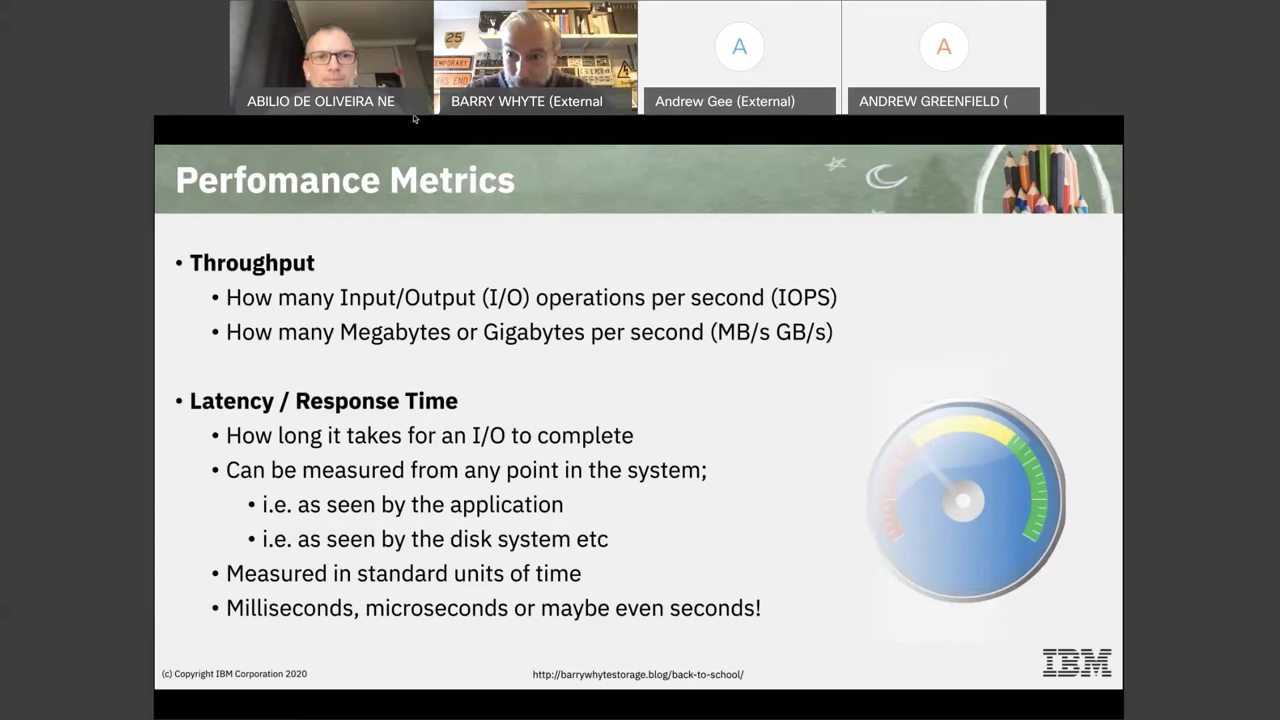 25
TEMPORARY
ABILIO DE OLIVEIRA NE
BARRY WHYTE (External
A
Andrew Gee (External)
A
ANDREW GREENFIELD (
Perfomance Metrics
• Throughput
• How many Input/Output (I/O) operations per second (IOPS)
• How many Megabytes or Gigabytes per second (MB/s GB/s)
• Latency / Response Time
• How long it takes for an I/O to complete
• Can be measured from any point in the system;
• i.e. as seen by the application
• i.e. as seen by the disk system etc
• Measured in standard units of time
• Milliseconds, microseconds or maybe even seconds!
(c) Copyright IBM Corporation 2020
http://barrywhytestorage.blog/back-to-school/
IBM